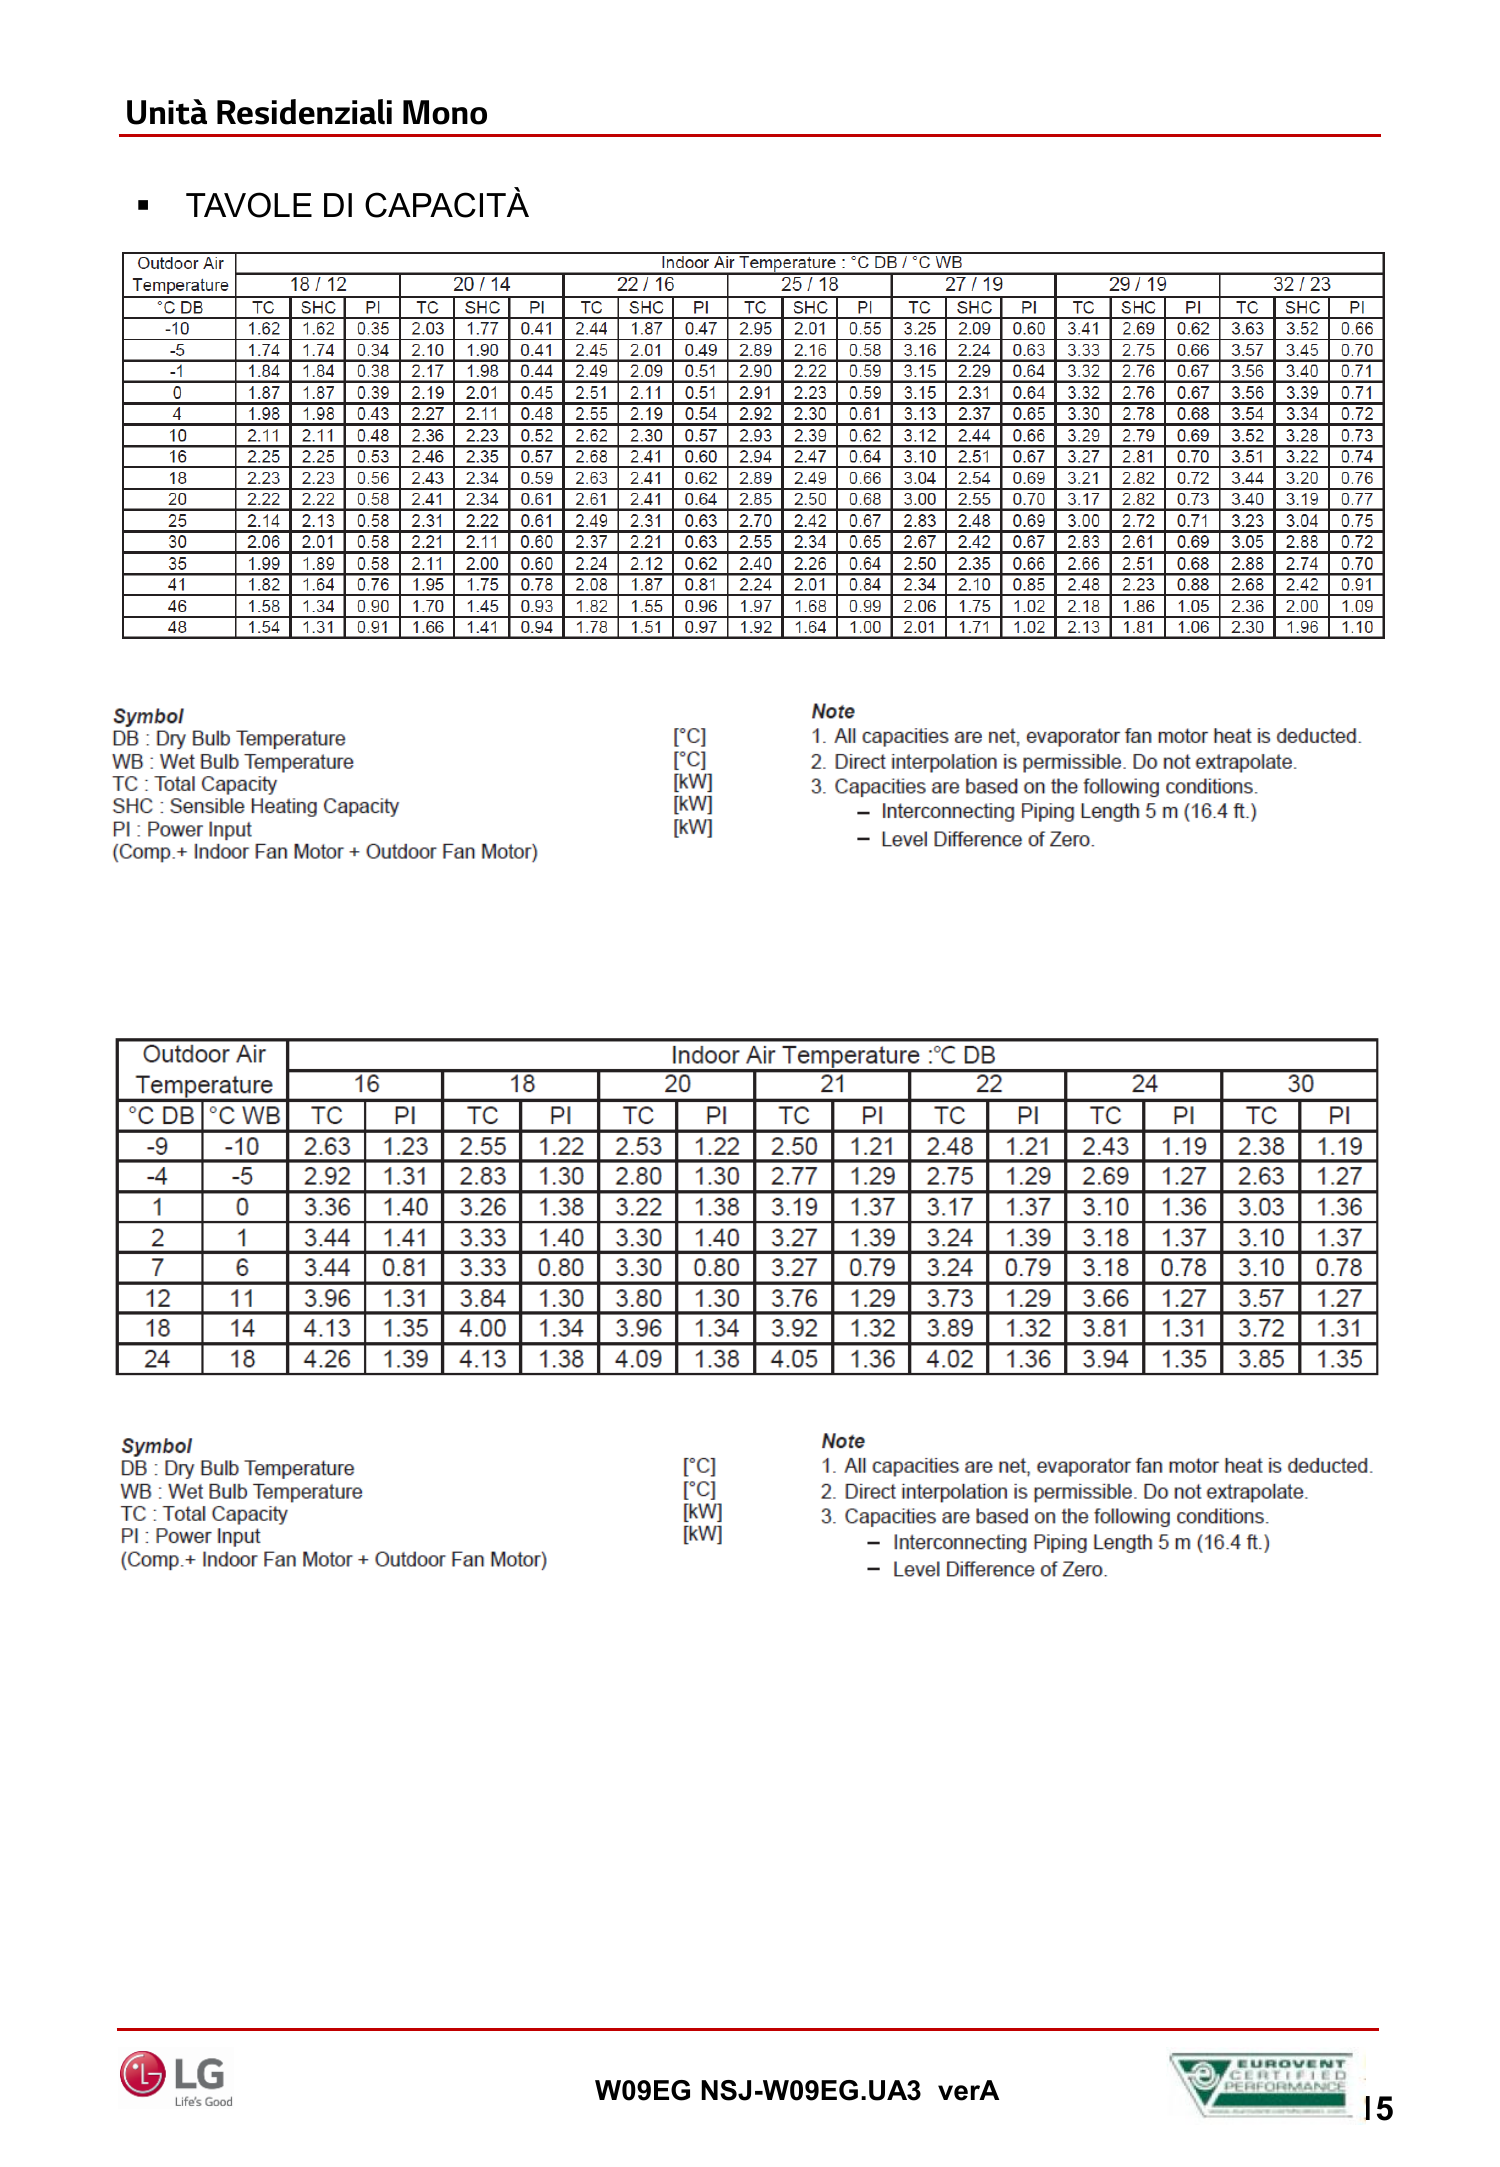 Unità Residenziali Mono
▪ TAVOLE DI CAPACITÀ
Outdoor Air Temperature Indoor Air Temperature : °C DB / °C WB
18 / 12 20 / 14 22 / 16 25 / 18 27 / 19 29 / 19 32 / 23
°C DB TC SHC PI TC SHC PI TC SHC PI TC SHC PI TC SHC PI TC SHC PI TC SHC PI
-10 1.62 1.62 0.35 2.03 1.77 0.41 2.44 1.87 0.47 2.95 2.01 0.55 3.25 2.09 0.60 3.41 2.69 0.62 3.63 3.52 0.66
-5 1.74 1.74 0.34 2.10 1.90 0.41 2.45 2.01 0.49 2.89 2.16 0.58 3.16 2.24 0.63 3.33 2.75 0.66 3.57 3.45 0.70
-1 1.84 1.84 0.38 2.17 1.98 0.44 2.49 2.09 0.51 2.90 2.22 0.59 3.15 2.29 0.64 3.32 2.76 0.67 3.56 3.40 0.71
0 1.87 1.87 0.39 2.19 2.01 0.45 2.51 2.11 0.51 2.91 2.23 0.59 3.15 2.31 0.64 3.32 2.76 0.67 3.56 3.39 0.71
4 1.98 1.98 0.43 2.27 2.11 0.48 2.55 2.19 0.54 2.92 2.30 0.61 3.13 2.37 0.65 3.30 2.78 0.68 3.54 3.34 0.72
10 2.11 2.11 0.48 2.36 2.23 0.52 2.62 2.30 0.57 2.93 2.39 0.62 3.12 2.44 0.66 3.29 2.79 0.69 3.52 3.28 0.73
16 2.25 2.25 0.53 2.46 2.35 0.57 2.68 2.41 0.60 2.94 2.47 0.64 3.10 2.51 0.67 3.27 2.81 0.70 3.51 3.22 0.74
18 2.23 2.23 0.56 2.43 2.34 0.59 2.63 2.41 0.62 2.89 2.49 0.66 3.04 2.54 0.69 3.21 2.82 0.72 3.44 3.20 0.76
20 2.22 2.22 0.58 2.41 2.34 0.61 2.61 2.41 0.64 2.85 2.50 0.68 3.00 2.55 0.70 3.17 2.82 0.73 3.40 3.19 0.77
25 2.14 2.13 0.58 2.31 2.22 0.61 2.49 2.31 0.63 2.70 2.42 0.67 2.83 2.48 0.69 3.00 2.72 0.71 3.23 3.04 0.75
30 2.06 2.01 0.58 2.21 2.11 0.60 2.37 2.21 0.63 2.55 2.34 0.65 2.67 2.42 0.67 2.83 2.61 0.69 3.05 2.88 0.72
35 1.99 1.89 0.58 2.11 2.00 0.60 2.24 2.12 0.62 2.40 2.26 0.64 2.50 2.35 0.66 2.66 2.51 0.68 2.88 2.74 0.70
41 1.82 1.64 0.76 1.95 1.75 0.78 2.08 1.87 0.81 2.24 2.01 0.84 2.34 2.10 0.85 2.48 2.23 0.88 2.68 2.42 0.91
46 1.58 1.34 0.90 1.70 1.45 0.93 1.82 1.55 0.96 1.97 1.68 0.99 2.06 1.75 1.02 2.18 1.86 1.05 2.36 2.00 1.09
48 1.54 1.31 0.91 1.66 1.41 0.94 1.78 1.51 0.97 1.92 1.64 1.00 2.01 1.71 1.02 2.13 1.81 1.06 2.30 1.96 1.10
Symbol
DB : Dry Bulb Temperature [°C]
WB : Wet Bulb Temperature [°C]
TC : Total Capacity [kW]
SHC : Sensible Heating Capacity [kW]
PI : Power Input [kW]
(Comp.+ Indoor Fan Motor + Outdoor Fan Motor)
Note
1. All capacities are net, evaporator fan motor heat is deducted.
2. Direct interpolation is permissible. Do not extrapolate.
3. Capacities are based on the following conditions.
– Interconnecting Piping Length 5 m (16.4 ft.)
– Level Difference of Zero.
Outdoor Air Temperature Indoor Air Temperature :°C DB
16 18 20 21 22 24 30
°C DB °C WB TC PI TC PI TC PI TC PI TC PI TC PI TC PI
-9 -10 2.63 1.23 2.55 1.22 2.53 1.22 2.50 1.21 2.48 1.21 2.43 1.19 2.38 1.19
-4 -5 2.92 1.31 2.83 1.30 2.80 1.30 2.77 1.29 2.75 1.29 2.69 1.27 2.63 1.27
1 0 3.36 1.40 3.26 1.38 3.22 1.38 3.19 1.37 3.17 1.37 3.10 1.36 3.03 1.36
2 1 3.44 1.41 3.33 1.40 3.30 1.40 3.27 1.39 3.24 1.39 3.18 1.37 3.10 1.37
7 6 3.44 0.81 3.33 0.80 3.30 0.80 3.27 0.79 3.24 0.79 3.18 0.78 3.10 0.78
12 11 3.96 1.31 3.84 1.30 3.80 1.30 3.76 1.29 3.73 1.29 3.66 1.27 3.57 1.27
18 14 4.13 1.35 4.00 1.34 3.96 1.34 3.92 1.32 3.89 1.32 3.81 1.31 3.72 1.31
24 18 4.26 1.39 4.13 1.38 4.09 1.38 4.05 1.36 4.02 1.36 3.94 1.35 3.85 1.35
Symbol
DB : Dry Bulb Temperature [°C]
WB : Wet Bulb Temperature [°C]
TC : Total Capacity [kW]
PI : Power Input [kW]
(Comp.+ Indoor Fan Motor + Outdoor Fan Motor)
Note
1. All capacities are net, evaporator fan motor heat is deducted.
2. Direct interpolation is permissible. Do not extrapolate.
3. Capacities are based on the following conditions.
– Interconnecting Piping Length 5 m (16.4 ft.)
– Level Difference of Zero.
LG
Life's Good
W09EG NSJ-W09EG.UA3 verA
EUROVENT
CERTIFIED
PERFORMANCE
15